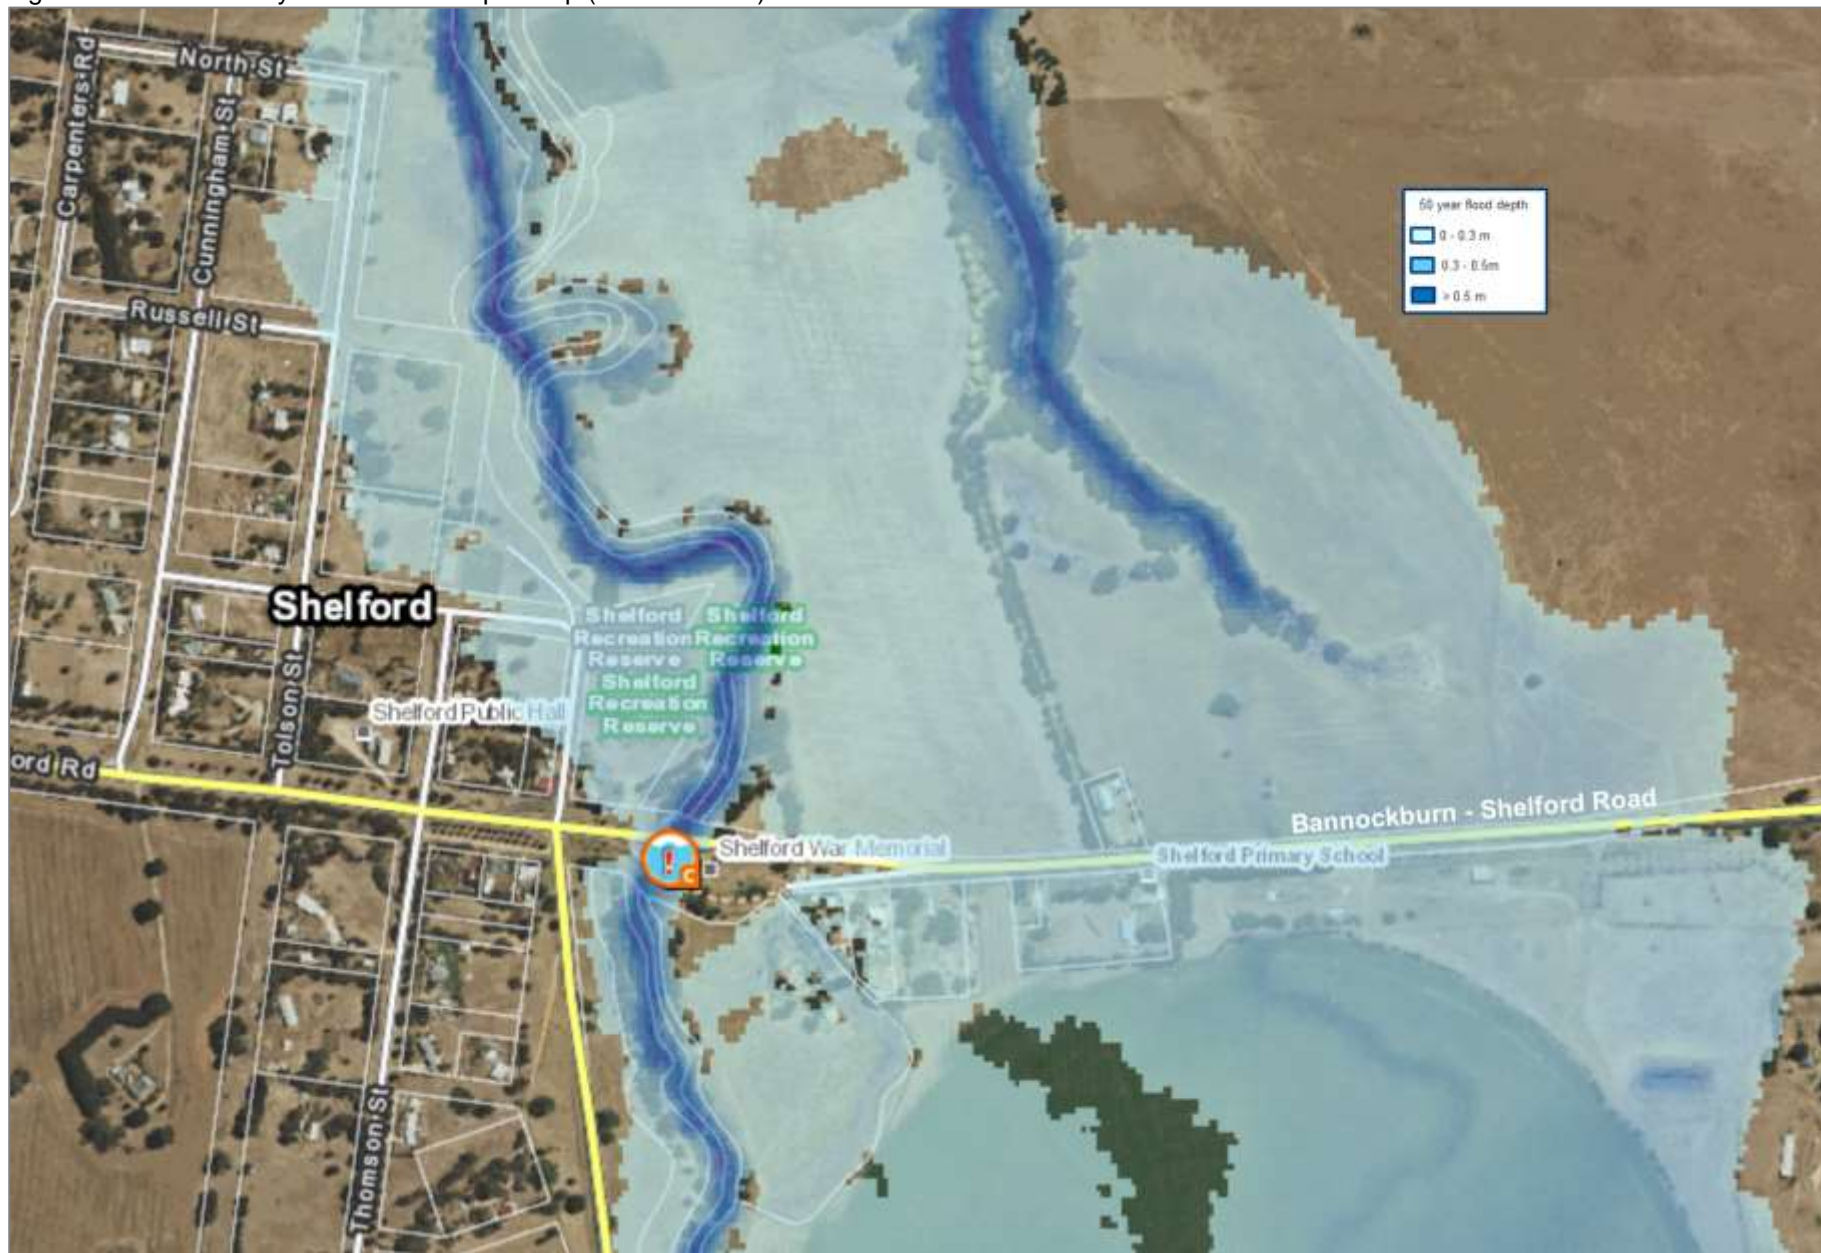 North St
Carpenters Rd
Cunningham St
50 year flood depth
0 - 0.3 m
0.3 - 0.5m
> 0.5 m
Russell St
Shelford
Shelford
Recreation
Reserve
Shelford
Recreation
Reserve
Shelford
Recreation
Reserve
Tolson St
Shelford Public Hall
ord Rd
Bannockburn - Shelford Road
Shelford War Memorial
!
C
Shelford Primary School
Thomson St